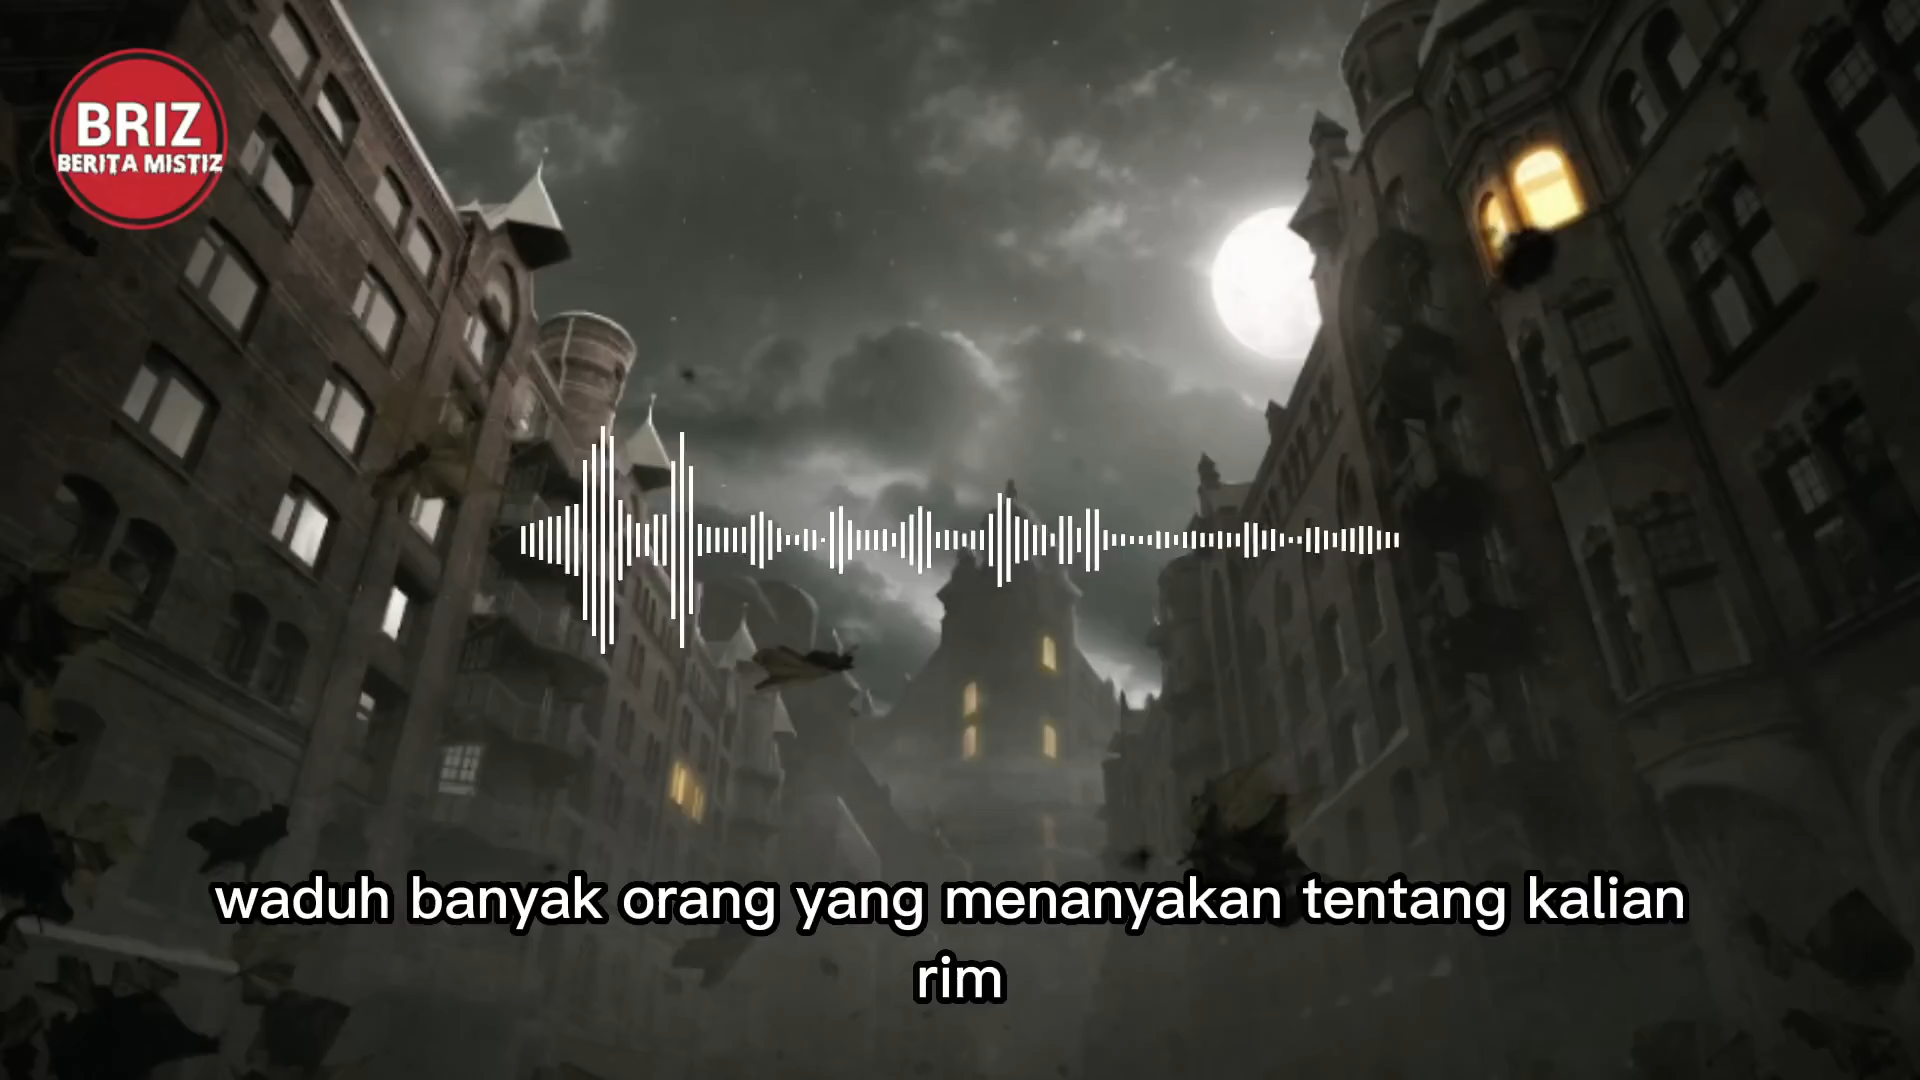 BRIZ
BERITA MISTIZ
waduh banyak orang yang menanyakan tentang kalian
rim